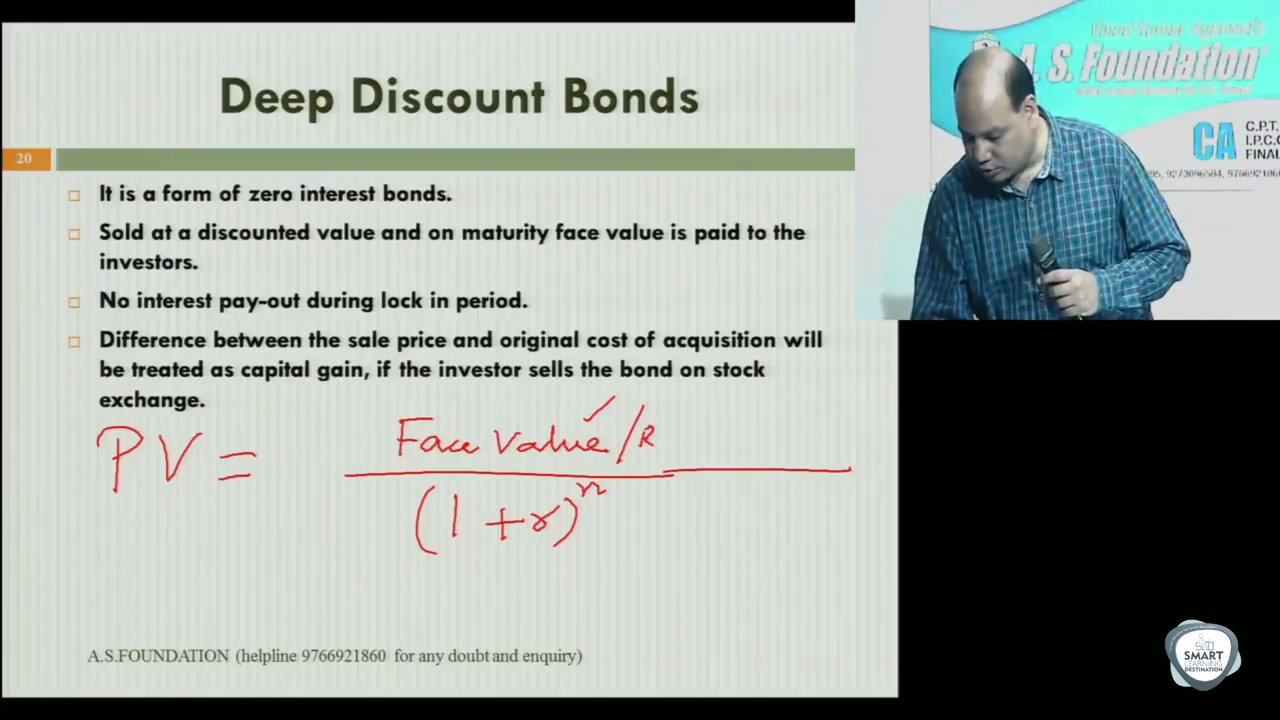 Deep Discount Bonds
20
It is a form of zero interest bonds.
Sold at a discounted value and on maturity face value is paid to the
investors.
No interest pay-out during lock in period.
Difference between the sale price and original cost of acquisition will
be treated as capital gain, if the investor sells the bond on stock
exchange.
PV = Face Value/R
(1+r)^n
A.S.FOUNDATION (helpline 9766921860 for any doubt and enquiry)
A. S. Foundation
CA
C.P.T.
I.P.C.C
FINAL
9273096584, 9766921860
SMART
LEARNING
DESTINATION